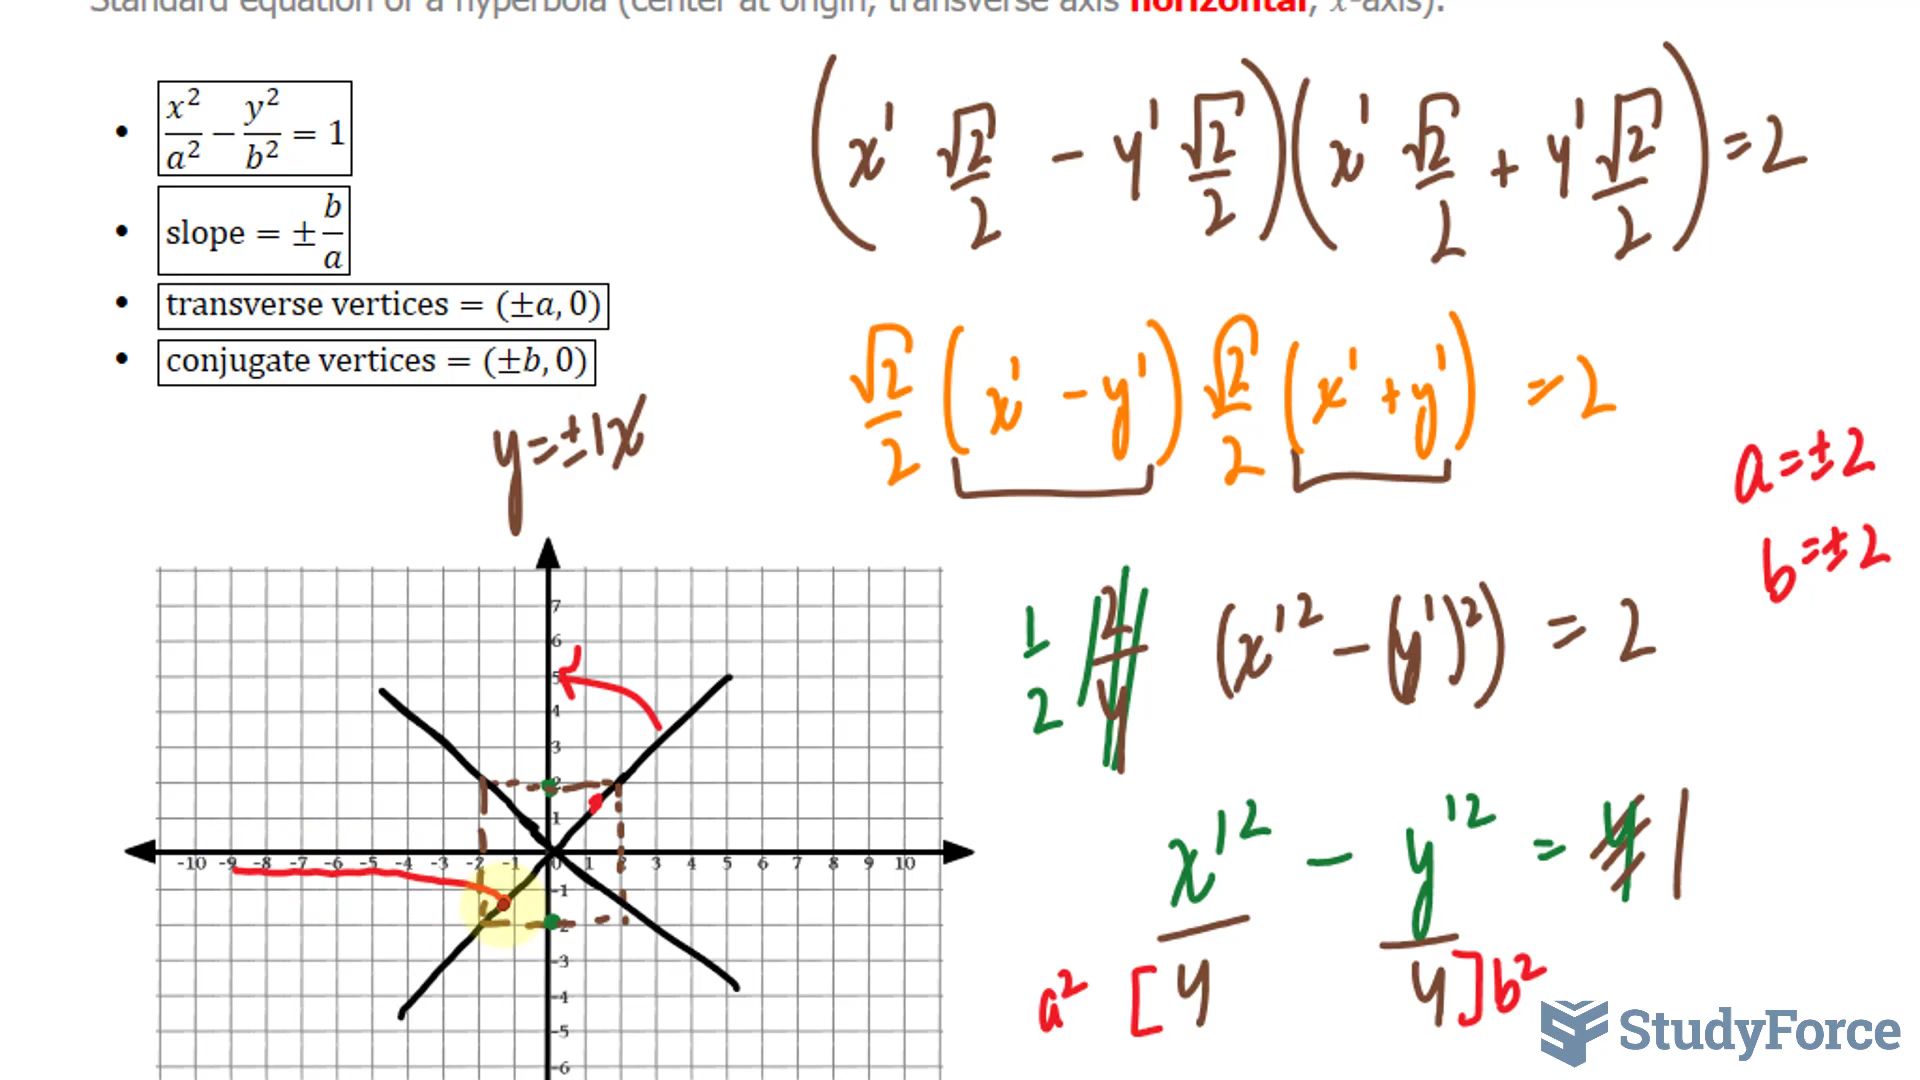 Standard equation of a hyperbola (center at origin, transverse axis horizontal, x-axis):
• x²/a² − y²/b² = 1
• slope = ± b/a
• transverse vertices = (±a, 0)
• conjugate vertices = (±b, 0)
y = ±1x
(x' √2/2 − y' √2/2)(x' √2/2 + y' √2/2) = 2
√2/2 (x' − y') √2/2 (x' + y') = 2
a = ±2
b = ±2
1/2 2/4 (x'² − (y')²) = 2
x'²/4 − y'²/4 = 4 1
a² [ ] b²
7
6
5
4
3
2
1
-10 -9 -8 -7 -6 -5 -4 -3 -2 -1 0 1 2 3 4 5 6 7 8 9 10
-1
-2
-3
-4
-5
-6
StudyForce